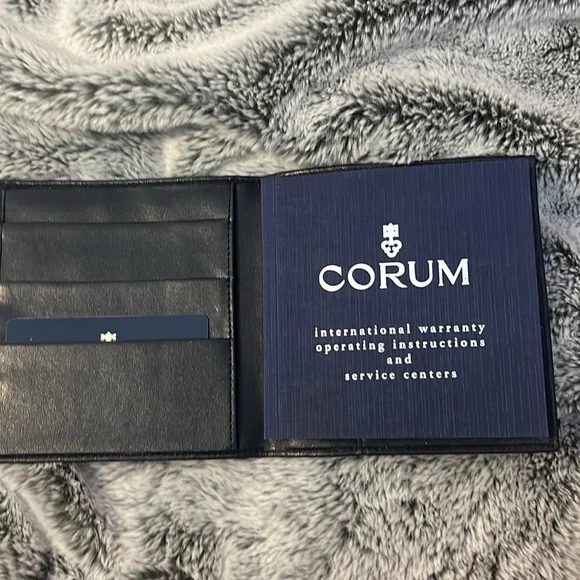 CORUM
international warranty
operating instructions
and
service centers